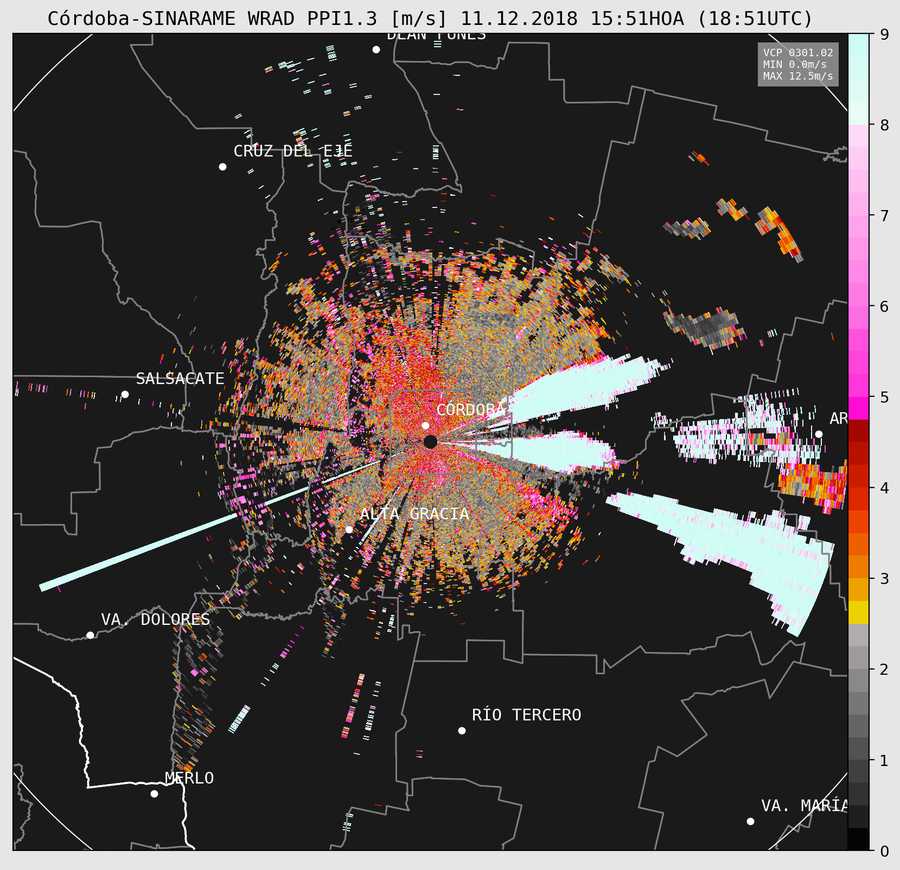 Córdoba-SINARAME WRAD PPI1.3 [m/s] 11.12.2018 15:51HOA (18:51UTC)
DEAN FUNES
VCP 0301.02
MIN 0.0m/s
MAX 12.5m/s
CRUZ DEL EJE
SALSACATE
CÓRDOBA
AR
ALTA GRACIA
VA. DOLORES
RÍO TERCERO
MERLO
VA. MARÍA
9
8
7
6
5
4
3
2
1
0